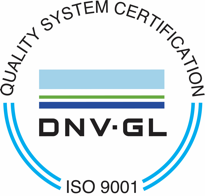 QUALITY SYSTEM CERTIFICATION
DNV·GL
ISO 9001